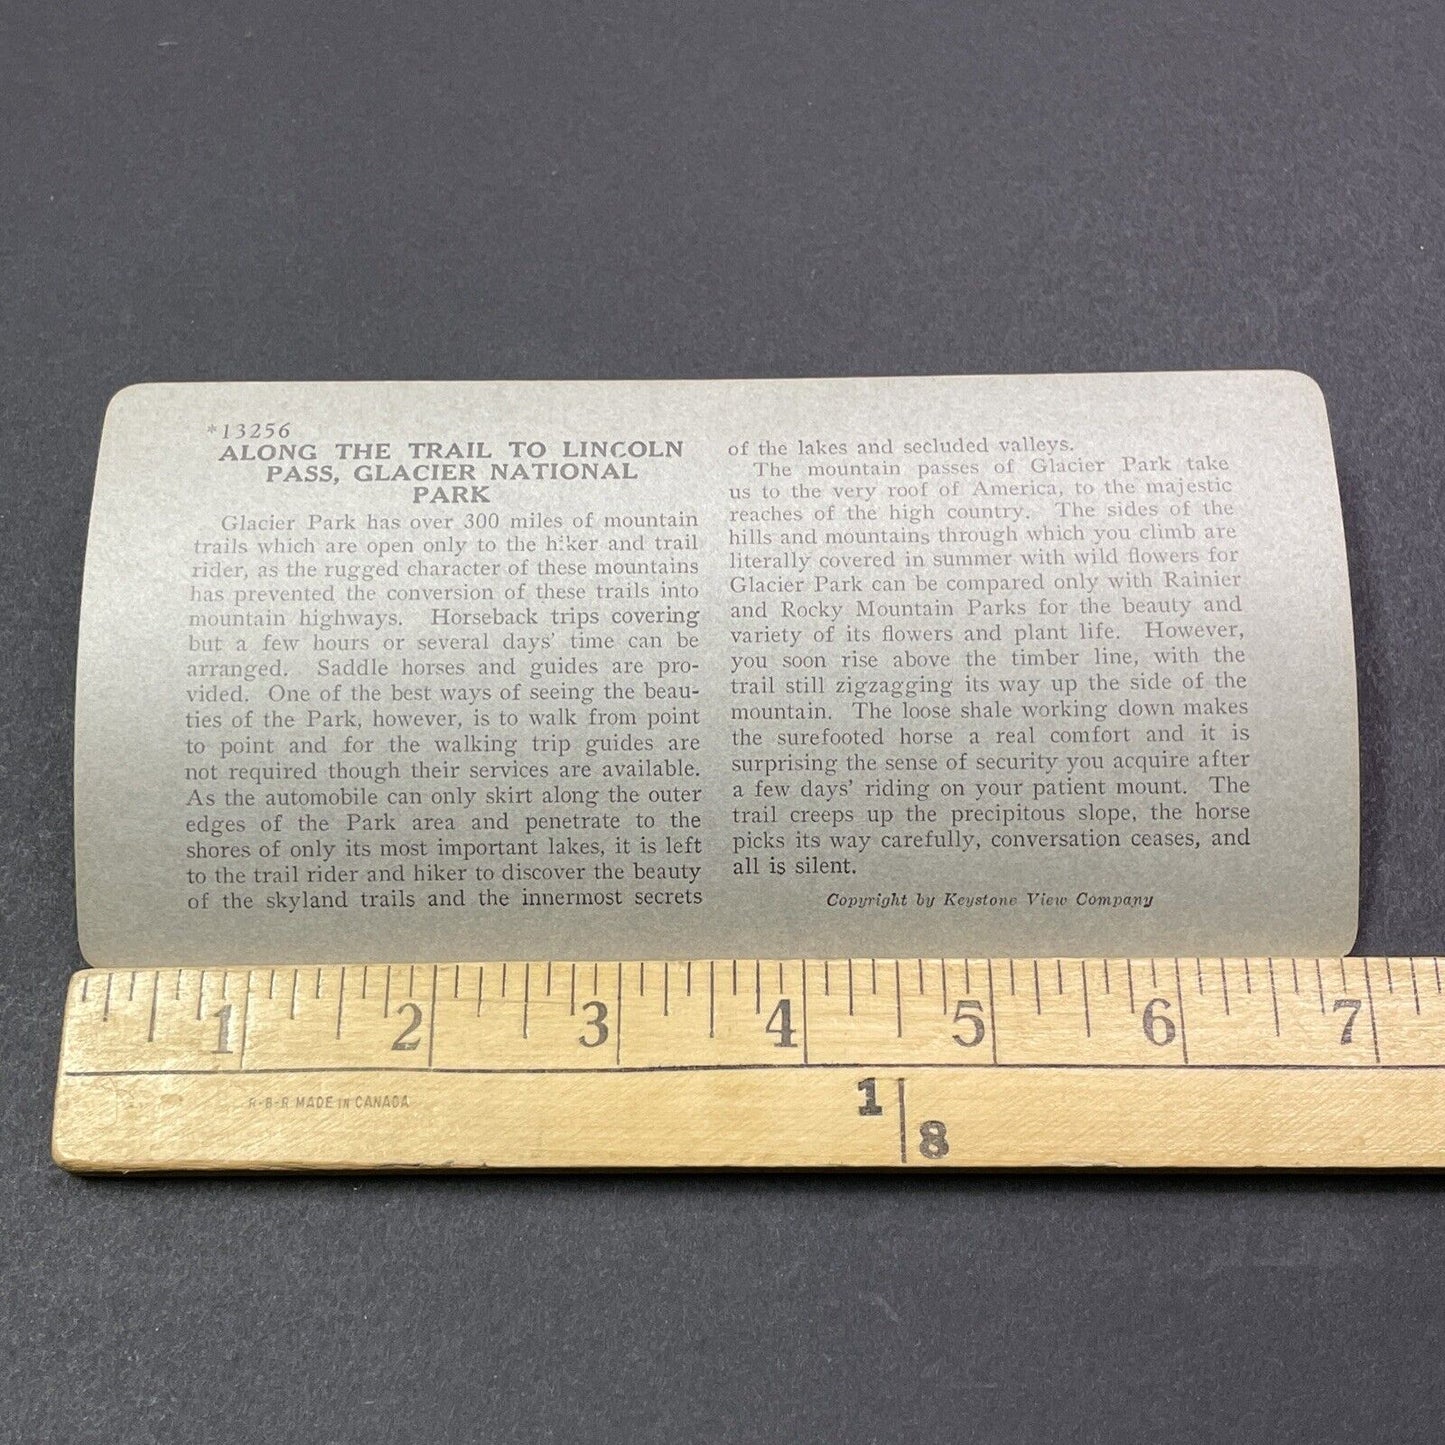 *13256
ALONG THE TRAIL TO LINCOLN
PASS, GLACIER NATIONAL
PARK
Glacier Park has over 300 miles of mountain
trails which are open only to the hiker and trail
rider, as the rugged character of these mountains
has prevented the conversion of these trails into
mountain highways. Horseback trips covering
but a few hours or several days' time can be
arranged. Saddle horses and guides are pro-
vided. One of the best ways of seeing the beau-
ties of the Park, however, is to walk from point
to point and for the walking trip guides are
not required though their services are available.
As the automobile can only skirt along the outer
edges of the Park area and penetrate to the
shores of only its most important lakes, it is left
to the trail rider and hiker to discover the beauty
of the skyland trails and the innermost secrets
of the lakes and secluded valleys.
The mountain passes of Glacier Park take
us to the very roof of America, to the majestic
reaches of the high country. The sides of the
hills and mountains through which you climb are
literally covered in summer with wild flowers for
Glacier Park can be compared only with Rainier
and Rocky Mountain Parks for the beauty and
variety of its flowers and plant life. However,
you soon rise above the timber line, with the
trail still zigzagging its way up the side of the
mountain. The loose shale working down makes
the surefooted horse a real comfort and it is
surprising the sense of security you acquire after
a few days' riding on your patient mount. The
trail creeps up the precipitous slope, the horse
picks its way carefully, conversation ceases, and
all is silent.
Copyright by Keystone View Company
1 2 3 4 5 6 7
R-B-R MADE IN CANADA
1
8